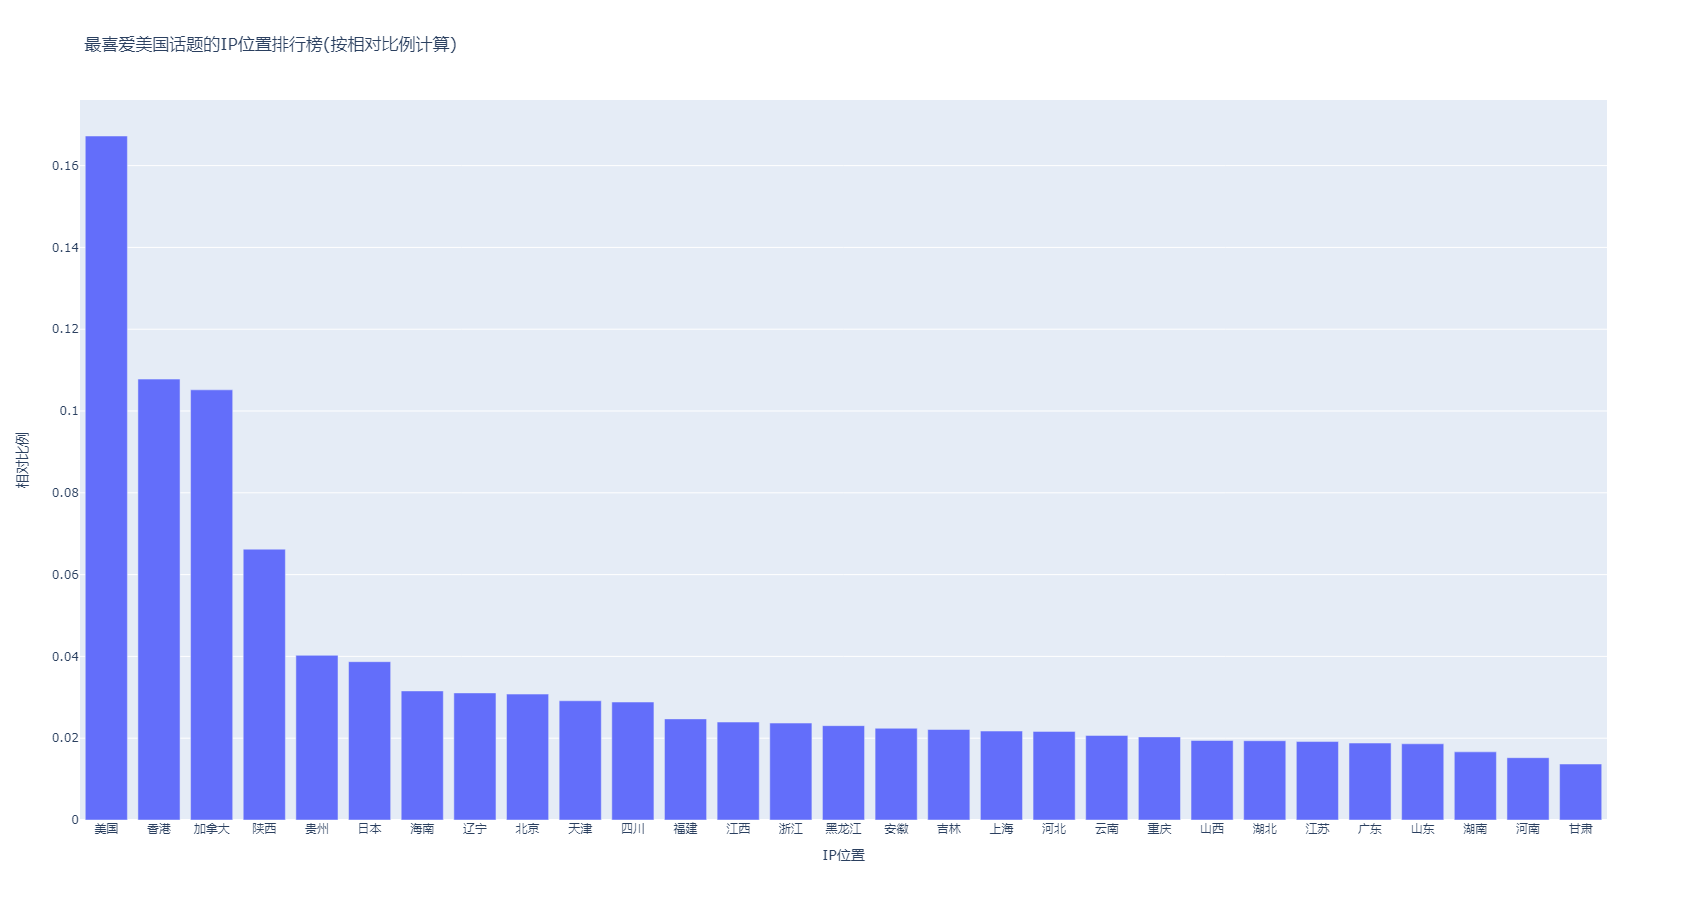 最喜爱美国话题的IP位置排行榜(按相对比例计算)
相对比例
0.16
0.14
0.12
0.1
0.08
0.06
0.04
0.02
0
美国 香港 加拿大 陕西 贵州 日本 海南 辽宁 北京 天津 四川 福建 江西 浙江 黑龙江 安徽 吉林 上海 河北 云南 重庆 山西 湖北 江苏 广东 山东 湖南 河南 甘肃
IP位置